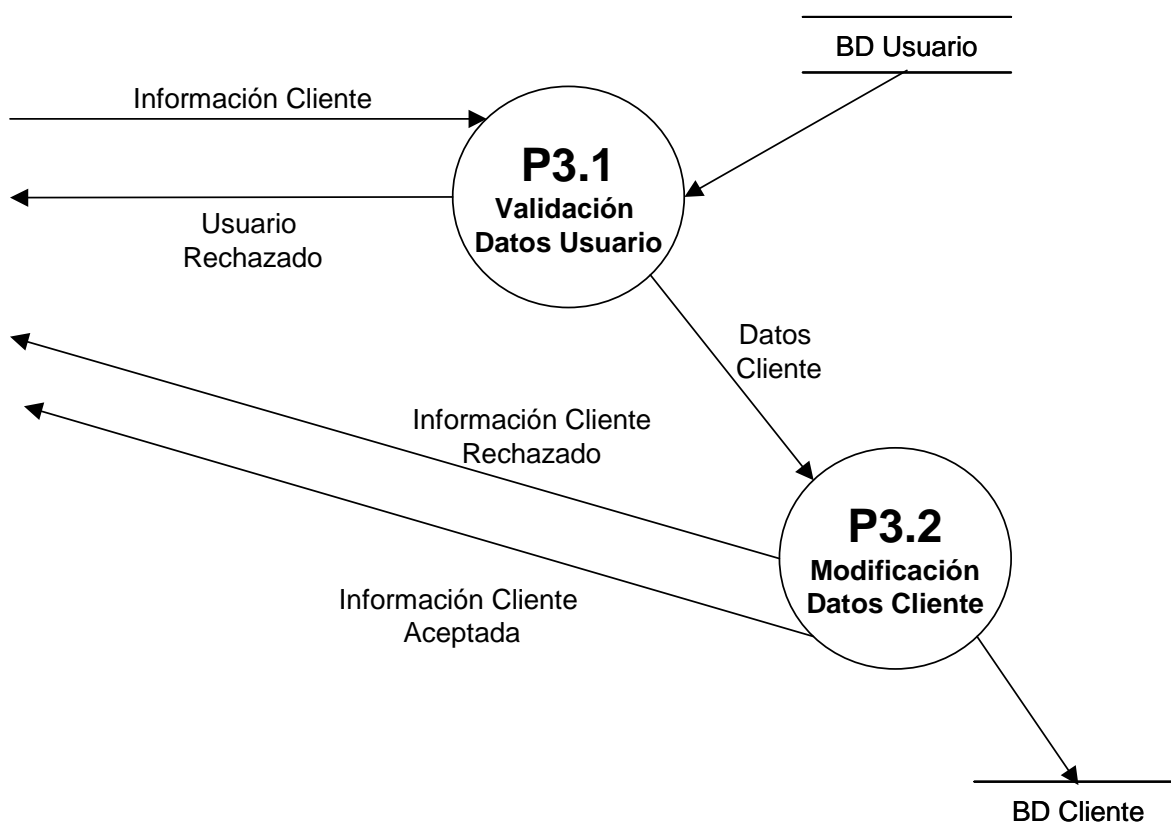 BD Usuario
Información Cliente
P3.1
Validación
Datos Usuario
Usuario
Rechazado
Datos
Cliente
Información Cliente
Rechazado
P3.2
Modificación
Datos Cliente
Información Cliente
Aceptada
BD Cliente